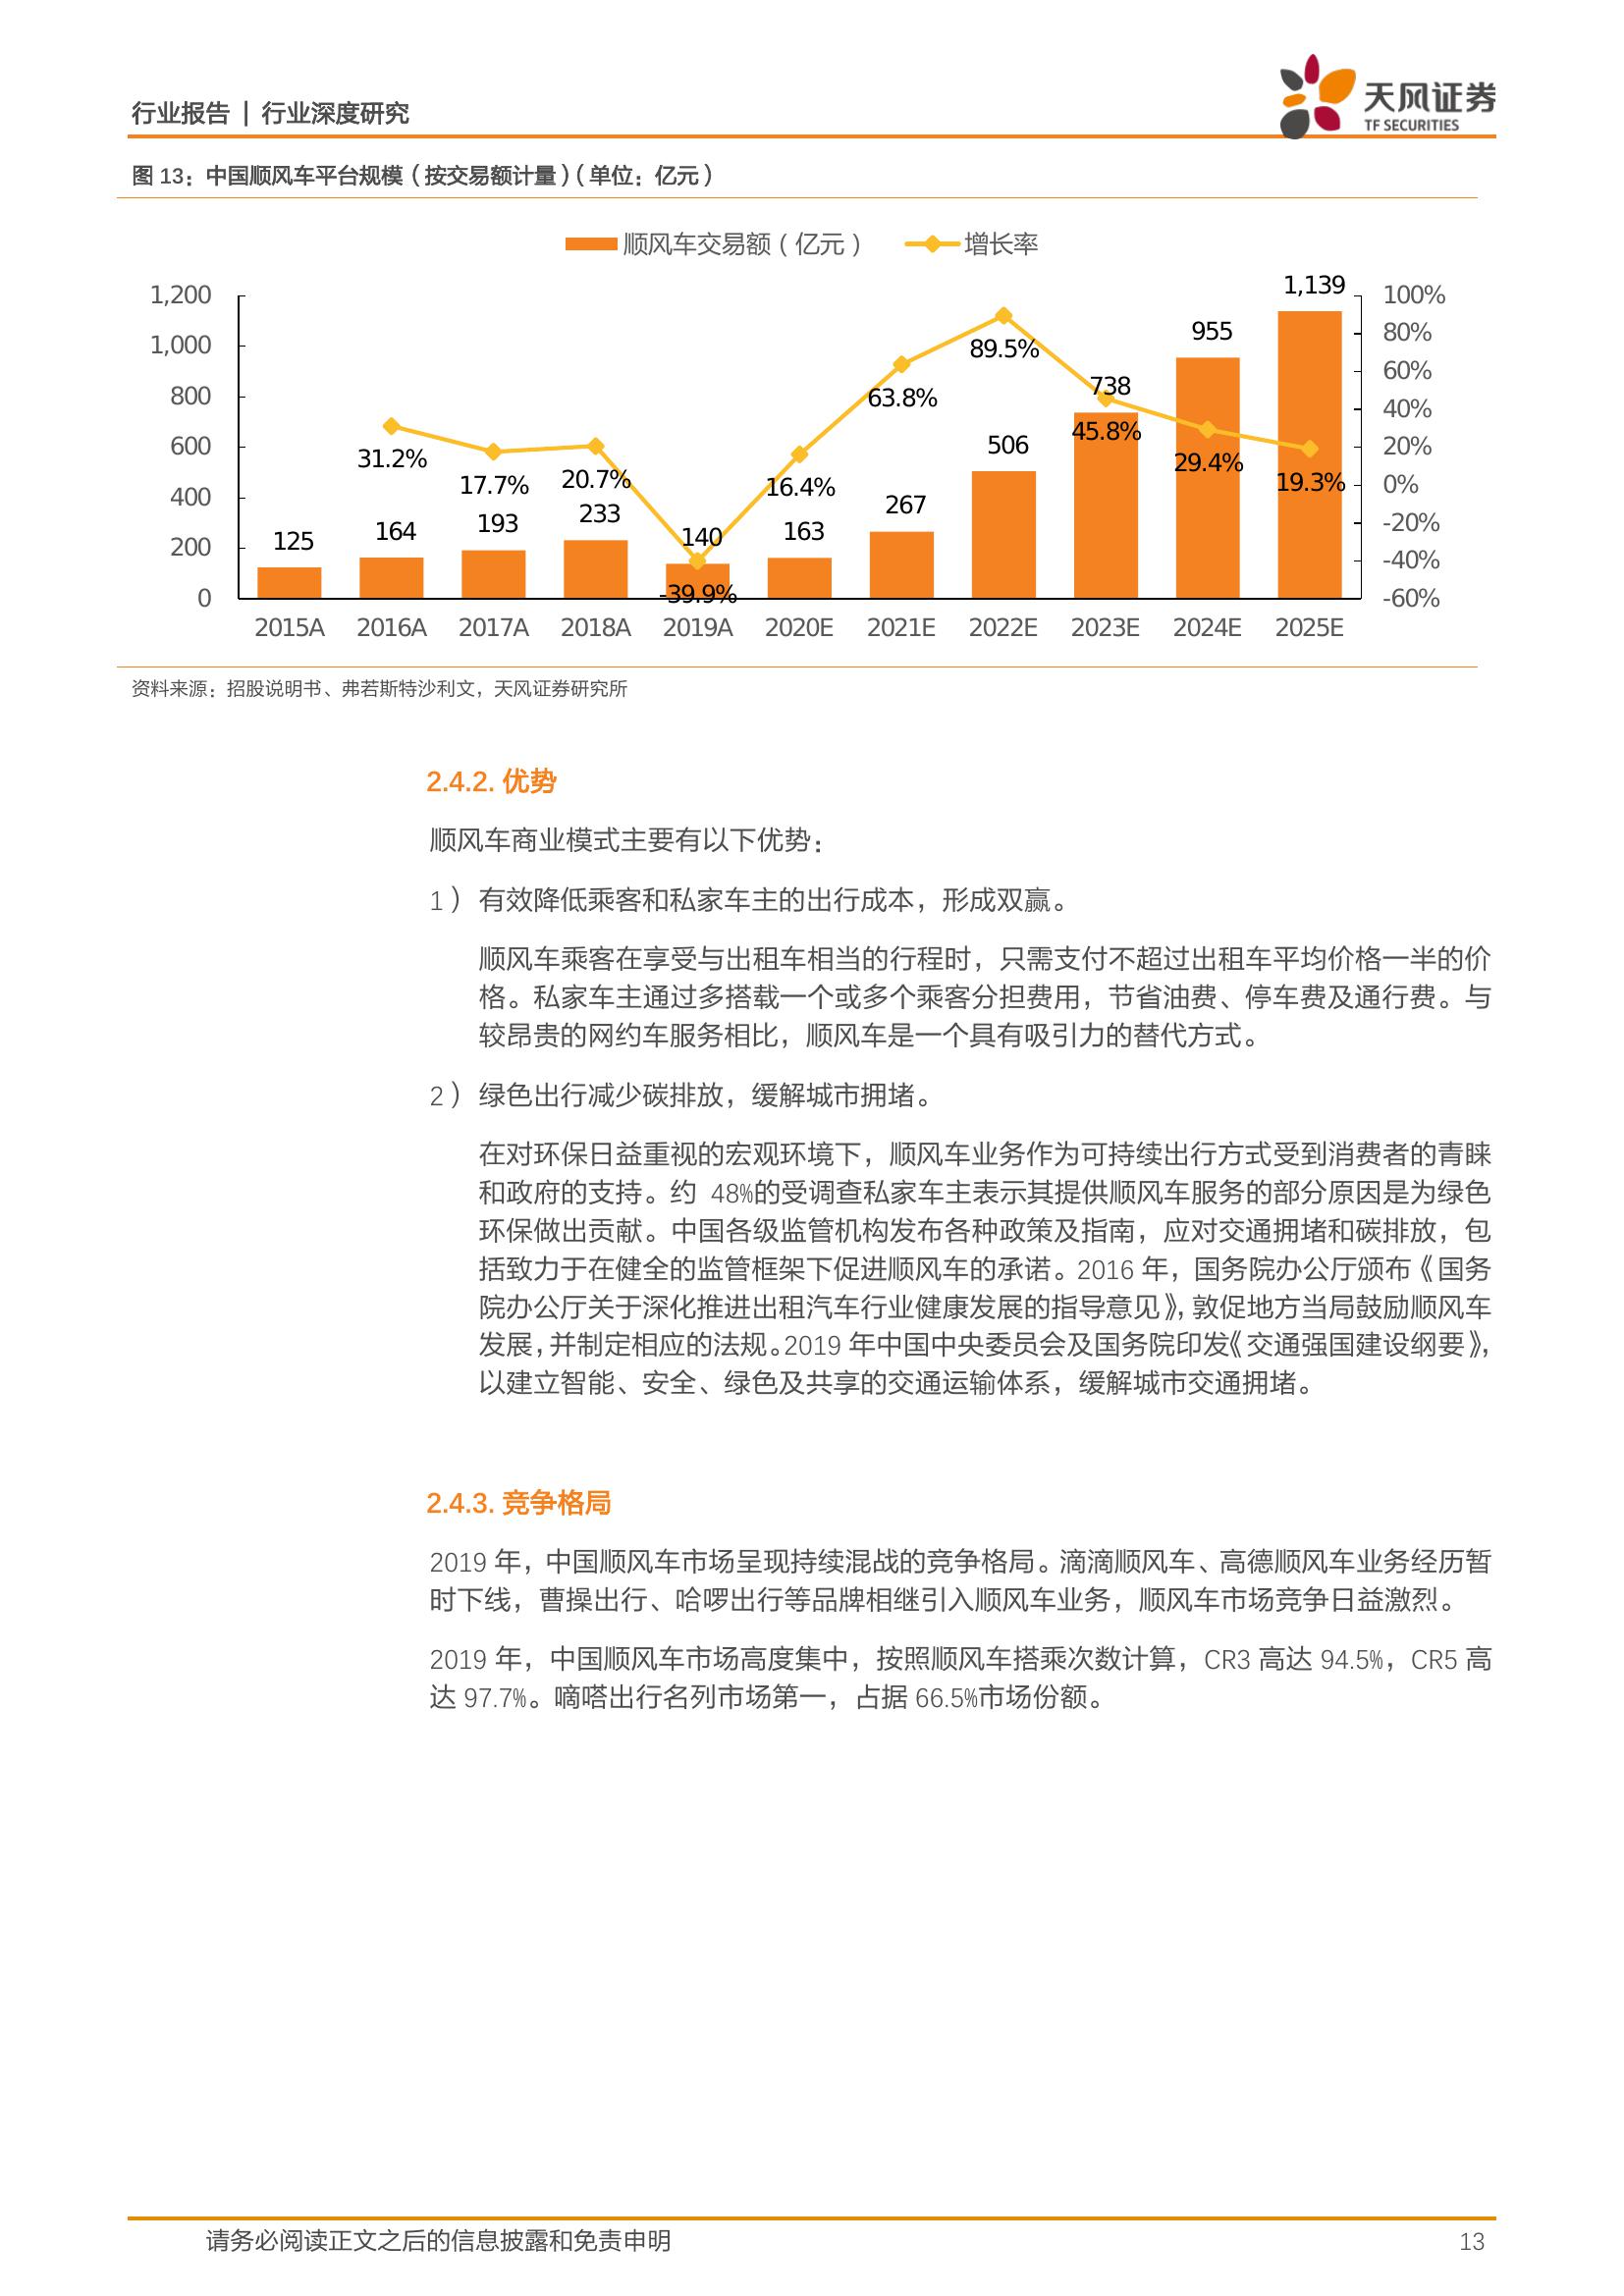 行业报告 | 行业深度研究
天风证券
TF SECURITIES
图 13：中国顺风车平台规模（按交易额计量）（单位：亿元）
顺风车交易额（亿元） 增长率
1,200
1,000
800
600
400
200
0
125
164
193
233
140
163
267
506
738
955
1,139
31.2%
17.7%
20.7%
-39.9%
16.4%
63.8%
89.5%
45.8%
29.4%
19.3%
100%
80%
60%
40%
20%
0%
-20%
-40%
-60%
2015A 2016A 2017A 2018A 2019A 2020E 2021E 2022E 2023E 2024E 2025E
资料来源：招股说明书、弗若斯特沙利文，天风证券研究所
2.4.2. 优势
顺风车商业模式主要有以下优势：
1） 有效降低乘客和私家车主的出行成本，形成双赢。
顺风车乘客在享受与出租车相当的行程时，只需支付不超过出租车平均价格一半的价
格。私家车主通过多搭载一个或多个乘客分担费用，节省油费、停车费及通行费。与
较昂贵的网约车服务相比，顺风车是一个具有吸引力的替代方式。
2） 绿色出行减少碳排放，缓解城市拥堵。
在对环保日益重视的宏观环境下，顺风车业务作为可持续出行方式受到消费者的青睐
和政府的支持。约 48%的受调查私家车主表示其提供顺风车服务的部分原因是为绿色
环保做出贡献。中国各级监管机构发布各种政策及指南，应对交通拥堵和碳排放，包
括致力于在健全的监管框架下促进顺风车的承诺。2016 年，国务院办公厅颁布《国务
院办公厅关于深化推进出租汽车行业健康发展的指导意见》，敦促地方当局鼓励顺风车
发展，并制定相应的法规。2019 年中国中央委员会及国务院印发《交通强国建设纲要》，
以建立智能、安全、绿色及共享的交通运输体系，缓解城市交通拥堵。
2.4.3. 竞争格局
2019 年，中国顺风车市场呈现持续混战的竞争格局。滴滴顺风车、高德顺风车业务经历暂
时下线，曹操出行、哈啰出行等品牌相继引入顺风车业务，顺风车市场竞争日益激烈。
2019 年，中国顺风车市场高度集中，按照顺风车搭乘次数计算，CR3 高达 94.5%，CR5 高
达 97.7%。嘀嗒出行名列市场第一，占据 66.5%市场份额。
请务必阅读正文之后的信息披露和免责申明 13